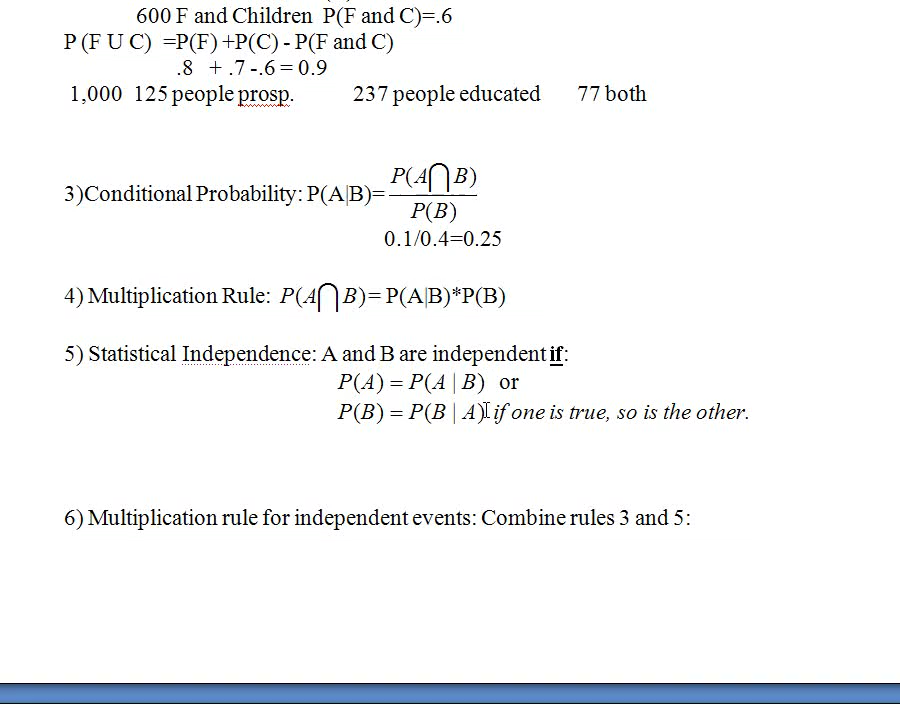 600 F and Children P(F and C)=.6
P (F U C) =P(F) +P(C) - P(F and C)
.8 + .7 -.6 = 0.9
1,000 125 people prosp. 237 people educated 77 both
3)Conditional Probability: P(A|B)= P(A⋂B) / P(B)
0.1/0.4=0.25
4) Multiplication Rule: P(A⋂B)= P(A|B)*P(B)
5) Statistical Independence: A and B are independent if:
P(A) = P(A | B) or
P(B) = P(B | A) if one is true, so is the other.
6) Multiplication rule for independent events: Combine rules 3 and 5: